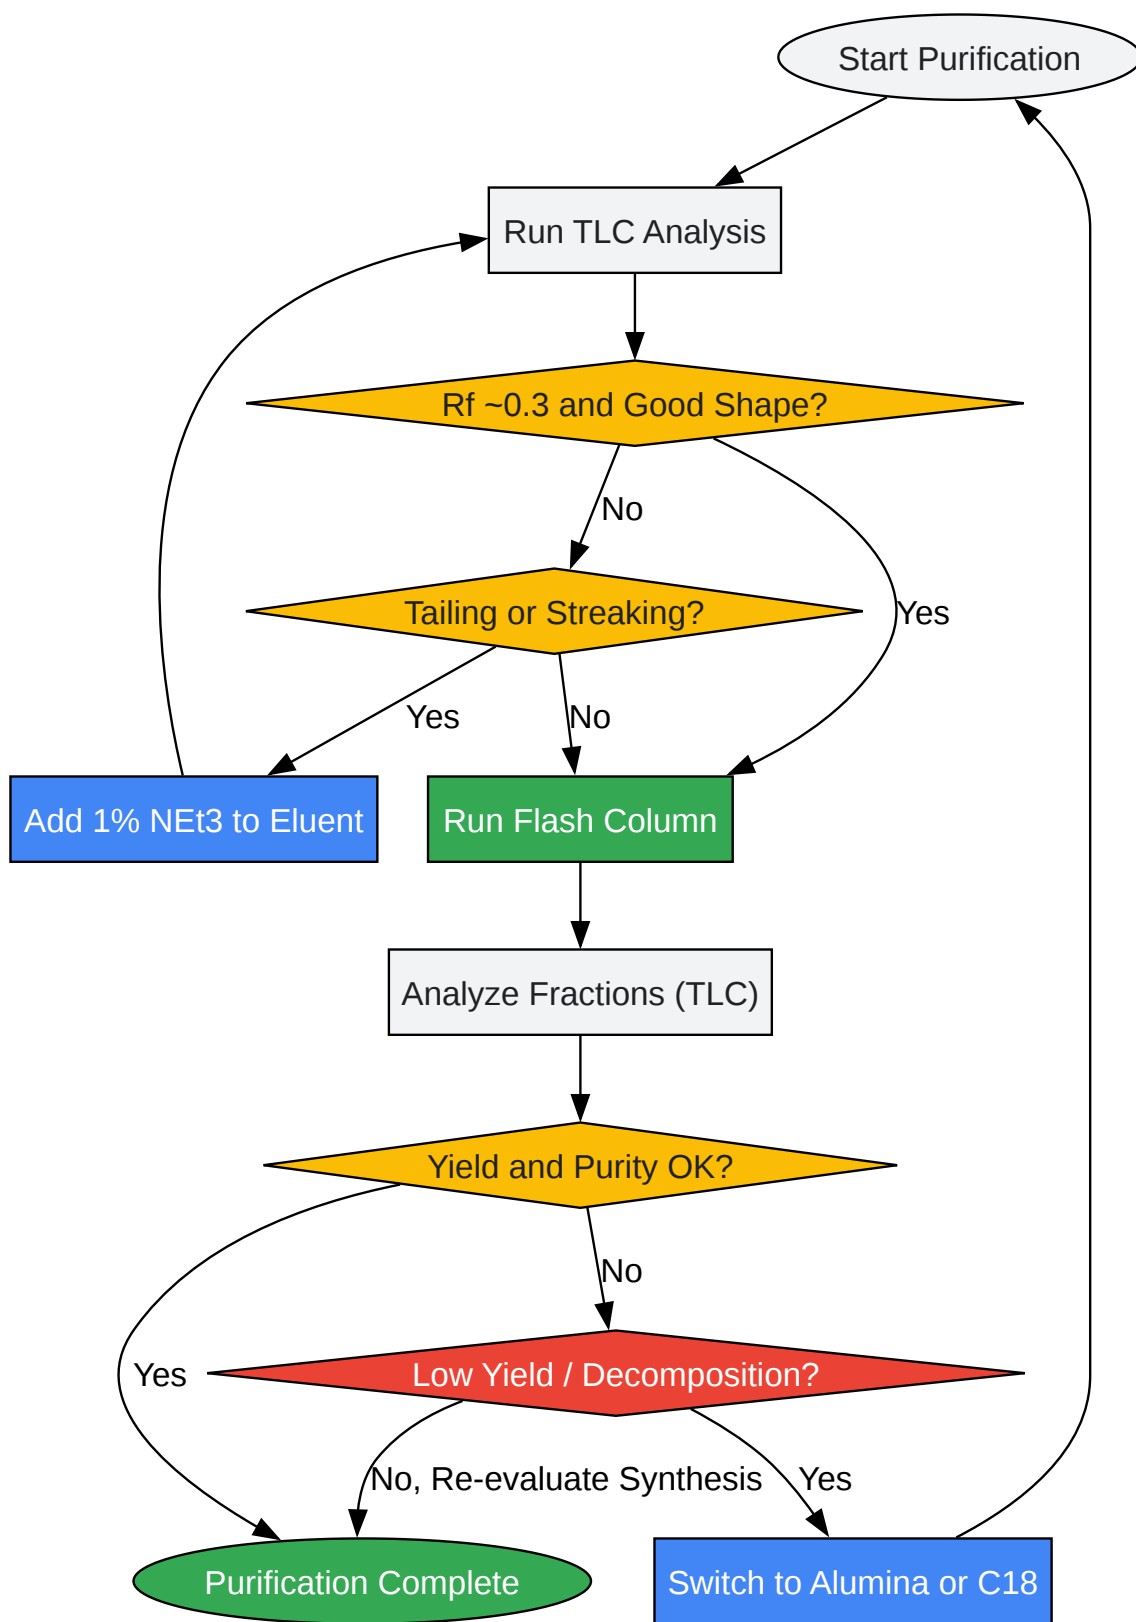 Start Purification
Run TLC Analysis
Rf ~0.3 and Good Shape?
No
Tailing or Streaking?
Yes
Yes
No
Add 1% NEt3 to Eluent
Run Flash Column
Analyze Fractions (TLC)
Yield and Purity OK?
No
Yes
Low Yield / Decomposition?
No, Re-evaluate Synthesis
Yes
Purification Complete
Switch to Alumina or C18